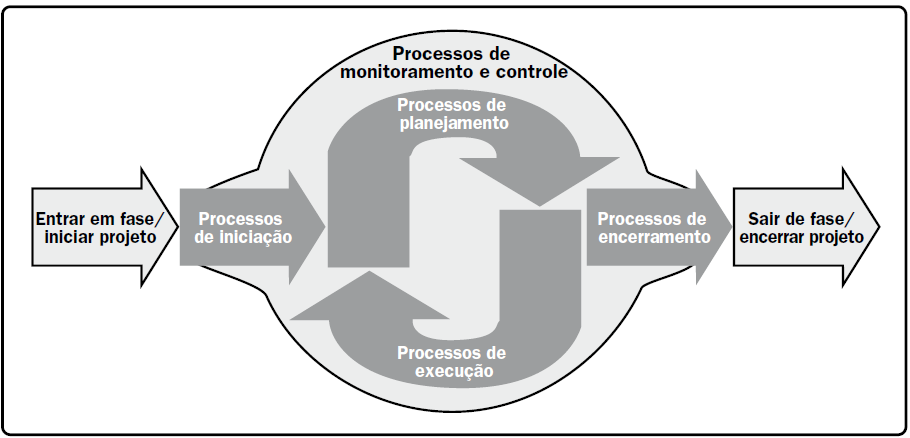 Processos de
monitoramento e controle
Processos de
planejamento
Entrar em fase/
iniciar projeto
Processos
de iniciação
Processos de
encerramento
Sair de fase/
encerrar projeto
Processos de
execução